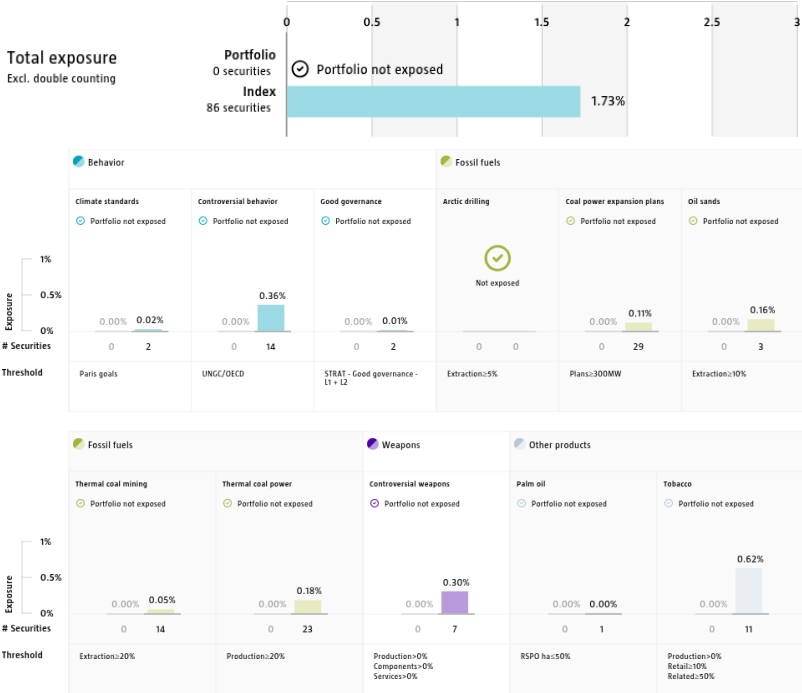 0 0.5 1 1.5 2 2.5 3
Total exposure
Excl. double counting
Portfolio
0 securities
Portfolio not exposed
Index
86 securities
1.73%
Behavior
Fossil fuels
Climate standards
Controversial behavior
Good governance
Arctic drilling
Coal power expansion plans
Oil sands
Portfolio not exposed
Portfolio not exposed
Portfolio not exposed
Portfolio not exposed
Portfolio not exposed
Not exposed
Exposure
1%
0.5%
0%
0.00% 0.02%
0.00% 0.36%
0.00% 0.01%
0.00% 0.11%
0.00% 0.16%
# Securities
0 2
0 14
0 2
0 0
0 29
0 3
Threshold
Paris goals
UNGC/OECD
STRAT - Good governance -
L1 + L2
Extraction≥5%
Plans≥300MW
Extraction≥10%
Fossil fuels
Weapons
Other products
Thermal coal mining
Thermal coal power
Controversial weapons
Palm oil
Tobacco
Portfolio not exposed
Portfolio not exposed
Portfolio not exposed
Portfolio not exposed
Portfolio not exposed
Exposure
1%
0.5%
0%
0.00% 0.05%
0.00% 0.18%
0.00% 0.30%
0.00% 0.00%
0.00% 0.62%
# Securities
0 14
0 23
0 7
0 1
0 11
Threshold
Extraction≥20%
Production≥20%
Production>0%
Components>0%
Services>0%
RSPO ha≤50%
Production>0%
Retail≥10%
Related≥50%